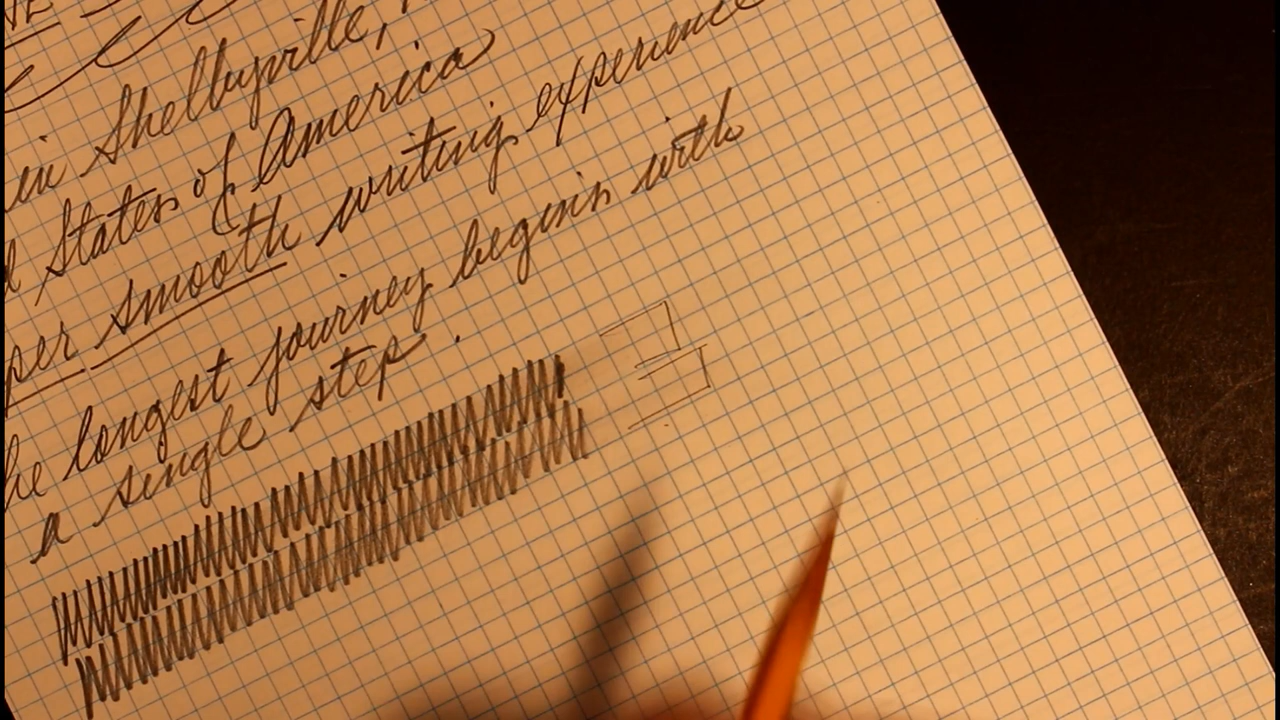 in Shelbyville,
States of America
per smooth writing experience
he longest journey begins with
a single step.